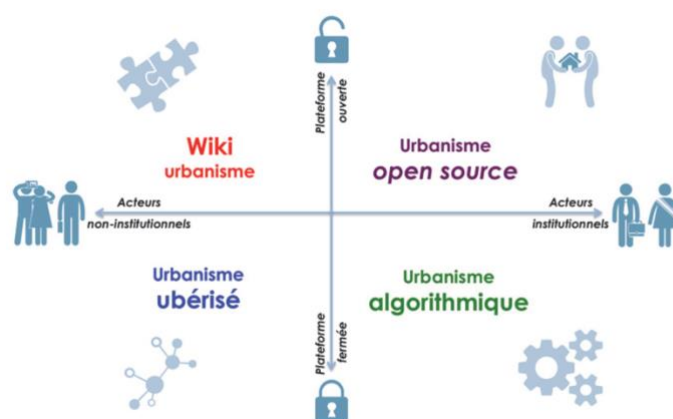 Plateforme
ouverte
Wiki
urbanisme
Urbanisme
open source
Acteurs
non-institutionnels
Acteurs
institutionnels
Urbanisme
ubérisé
Urbanisme
algorithmique
Plateforme
fermée